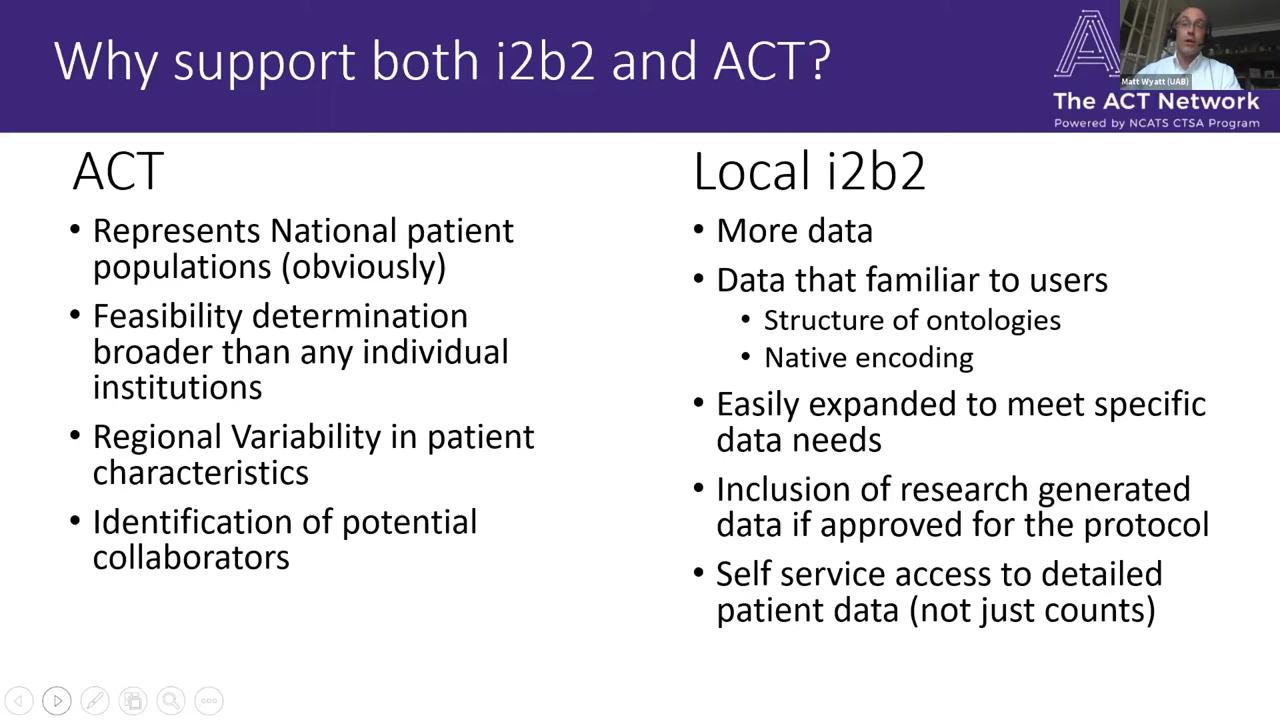 Why support both i2b2 and ACT?
Matt Wyatt (UAB)
The ACT Network
Powered by NCATS CTSA Program
ACT
• Represents National patient
populations (obviously)
• Feasibility determination
broader than any individual
institutions
• Regional Variability in patient
characteristics
• Identification of potential
collaborators
Local i2b2
• More data
• Data that familiar to users
• Structure of ontologies
• Native encoding
• Easily expanded to meet specific
data needs
• Inclusion of research generated
data if approved for the protocol
• Self service access to detailed
patient data (not just counts)